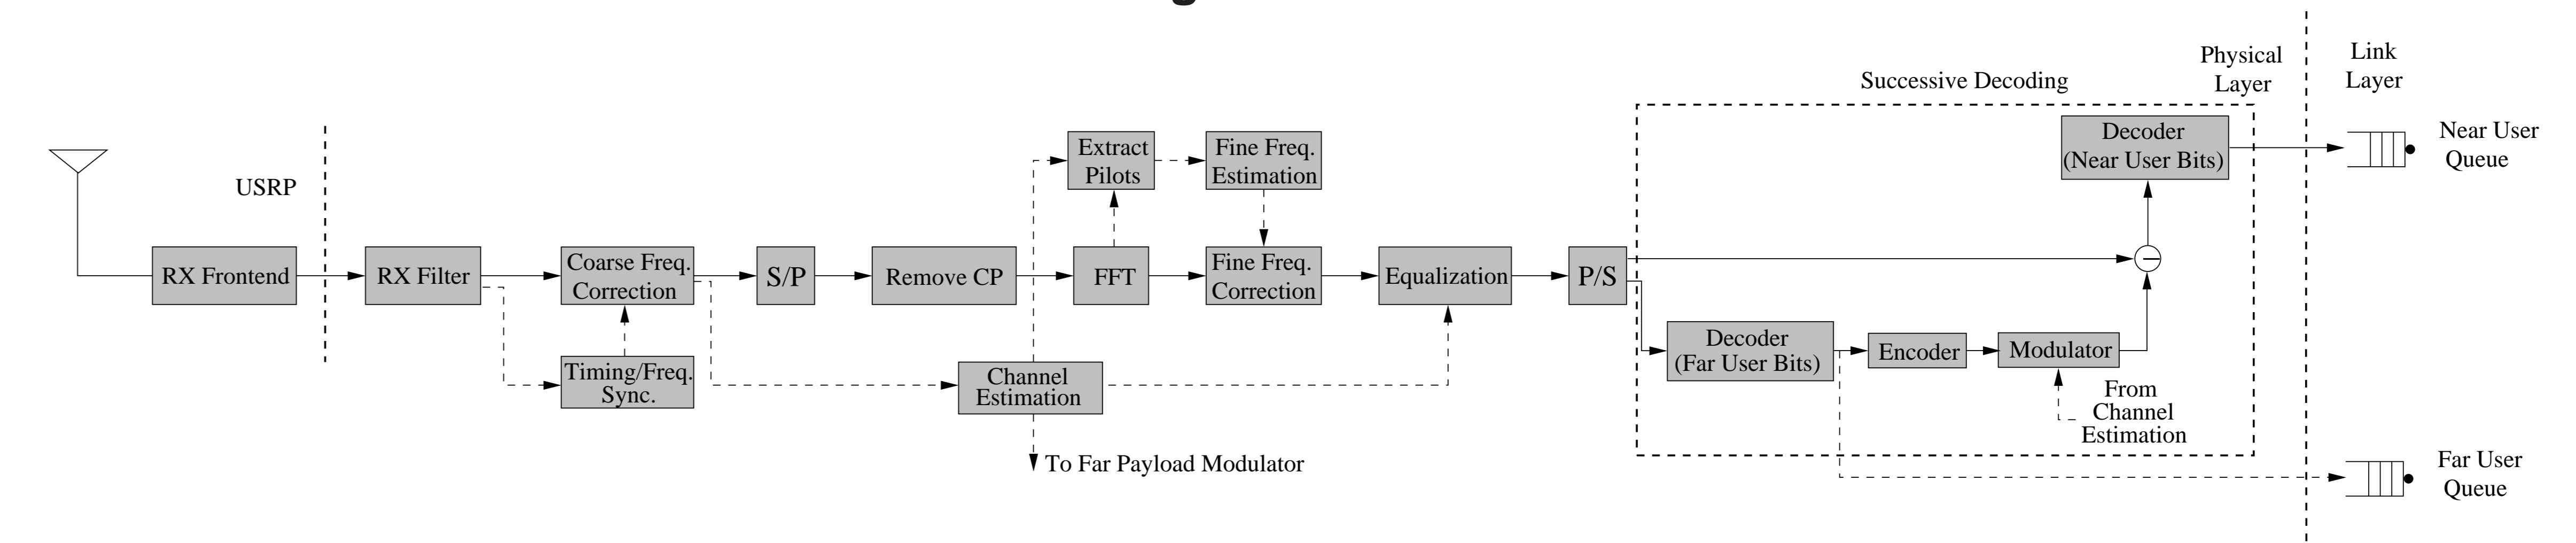 Physical
Layer
Link
Layer
Successive Decoding
Near User
Queue
Decoder
(Near User Bits)
Extract
Pilots
Fine Freq.
Estimation
USRP
RX Frontend
RX Filter
Coarse Freq.
Correction
S/P
Remove CP
FFT
Fine Freq.
Correction
Equalization
P/S
Timing/Freq.
Sync.
Channel
Estimation
Decoder
(Far User Bits)
Encoder
Modulator
From
Channel
Estimation
To Far Payload Modulator
Far User
Queue